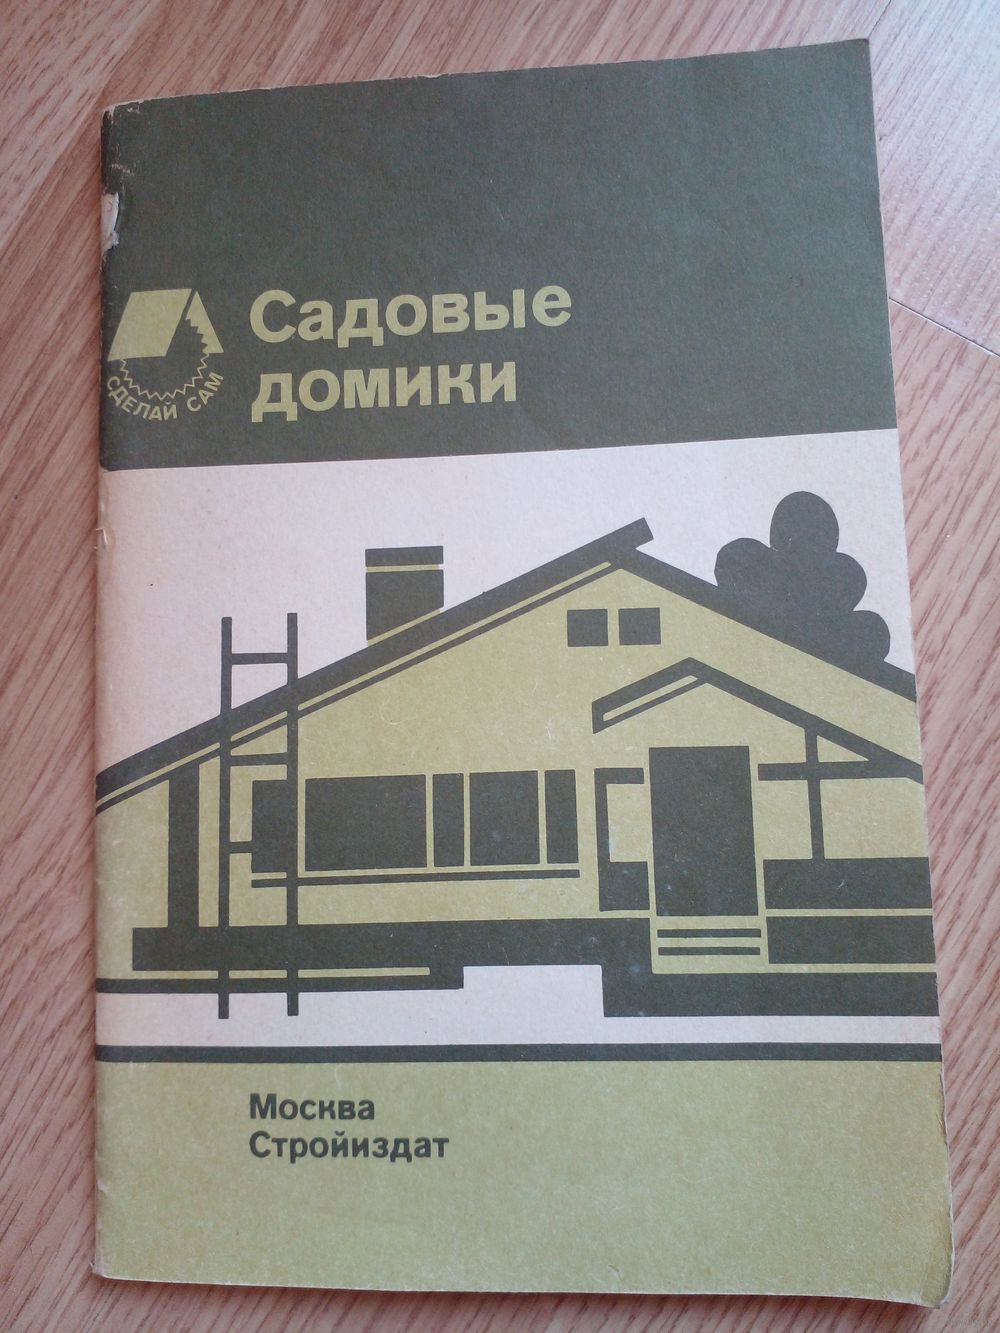 Садовые
домики
СДЕЛАЙ САМ
Москва
Стройиздат